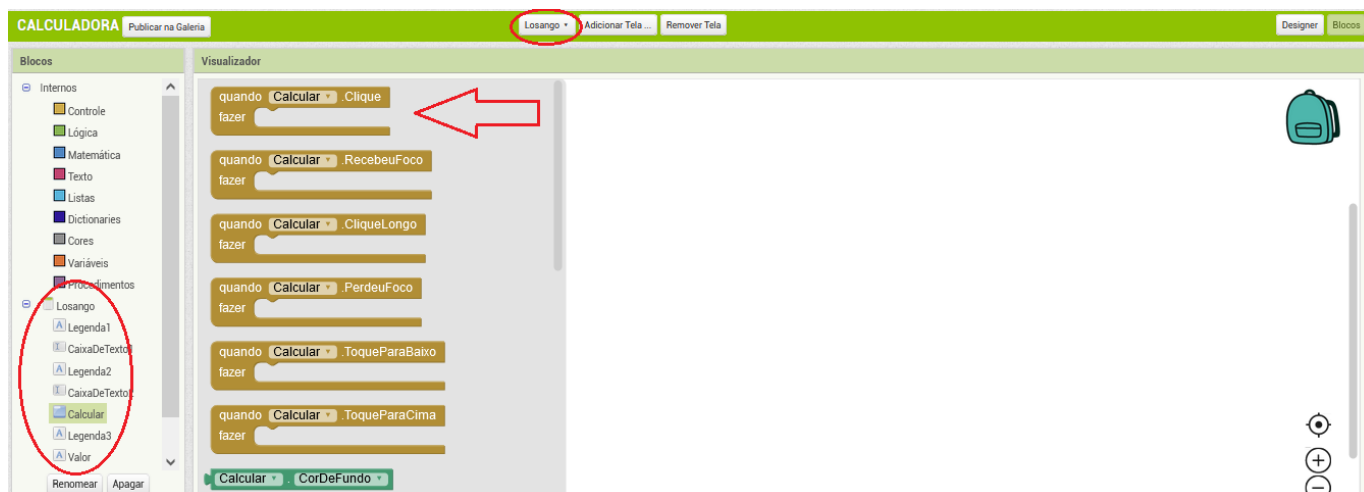 CALCULADORA Publicar na Galeria Losango Adicionar Tela ... Remover Tela Designer Blocos
Blocos
Internos
Controle
Lógica
Matemática
Texto
Listas
Dictionaries
Cores
Variáveis
Procedimentos
Losango
Legenda1
CaixaDeTexto1
Legenda2
CaixaDeTexto2
Calcular
Legenda3
Valor
Renomear Apagar
Visualizador
quando Calcular .Clique
fazer
quando Calcular .RecebeuFoco
fazer
quando Calcular .CliqueLongo
fazer
quando Calcular .PerdeuFoco
fazer
quando Calcular .ToqueParaBaixo
fazer
quando Calcular .ToqueParaCima
fazer
Calcular . CorDeFundo